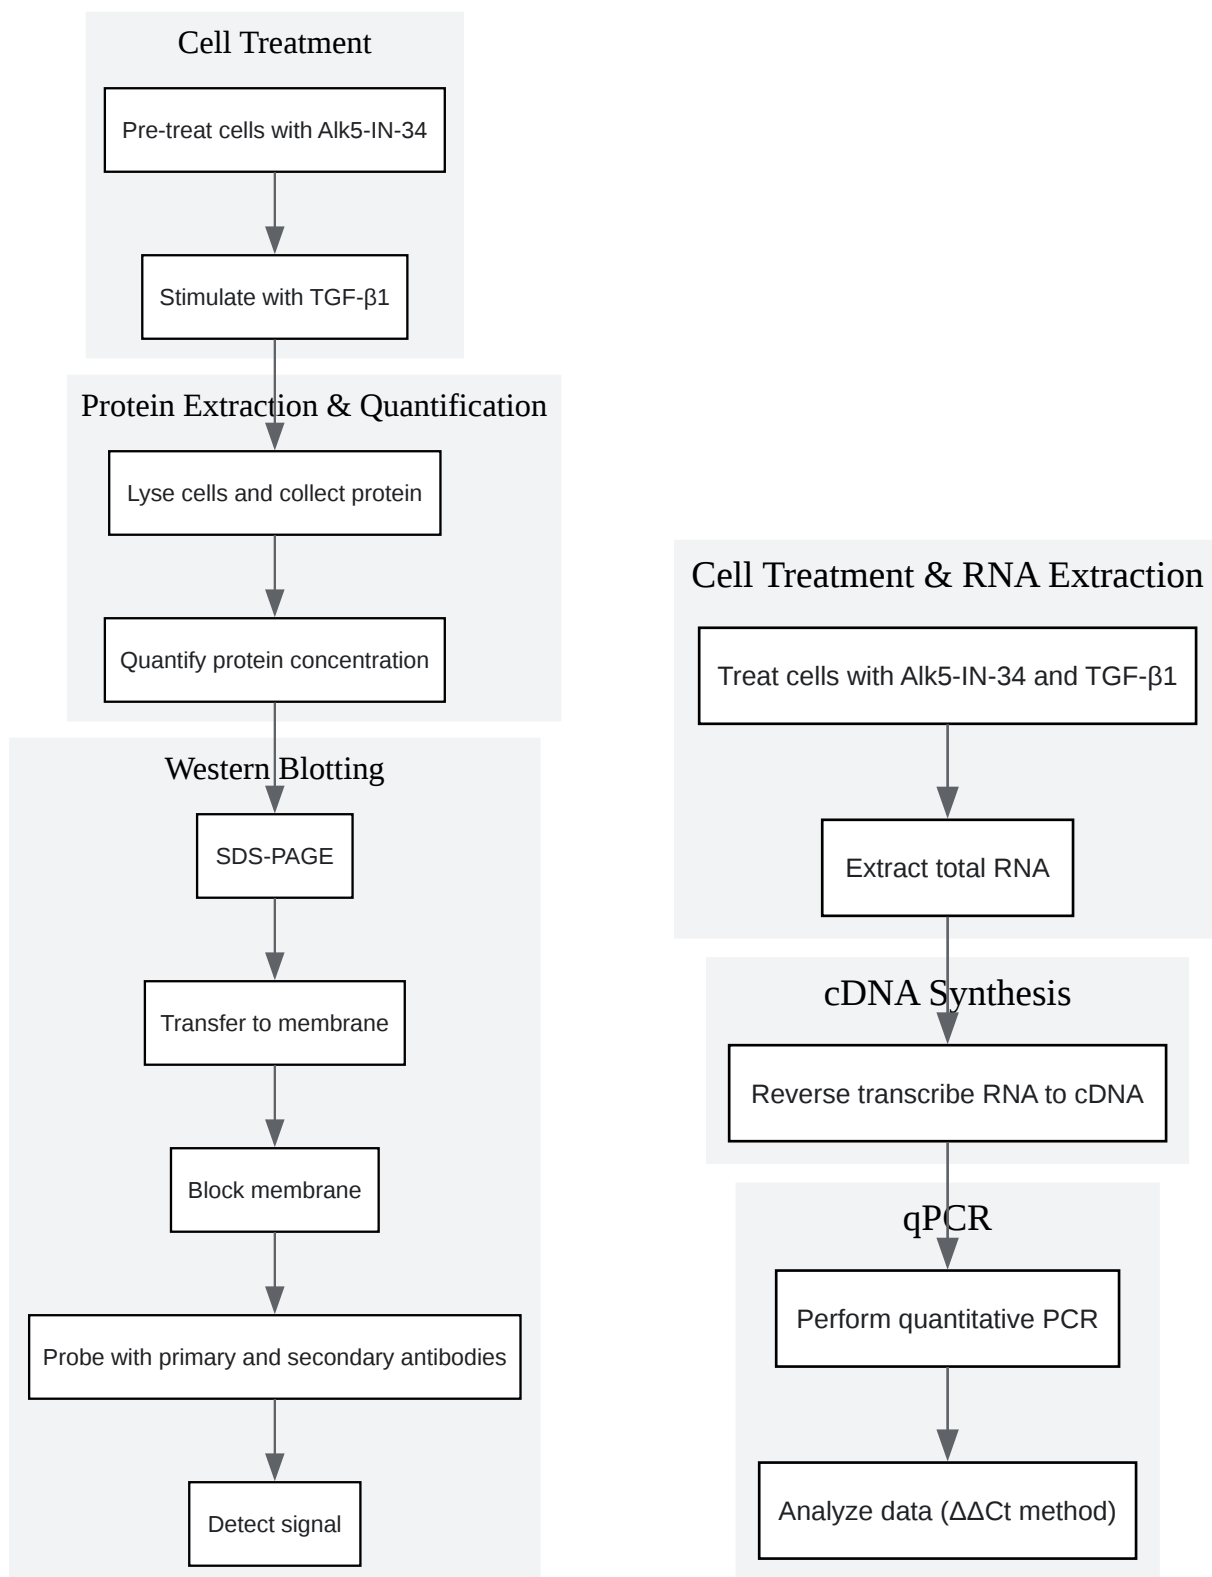 Cell Treatment
Pre-treat cells with Alk5-IN-34
Stimulate with TGF-β1
Protein Extraction & Quantification
Lyse cells and collect protein
Quantify protein concentration
Western Blotting
SDS-PAGE
Transfer to membrane
Block membrane
Probe with primary and secondary antibodies
Detect signal
Cell Treatment & RNA Extraction
Treat cells with Alk5-IN-34 and TGF-β1
Extract total RNA
cDNA Synthesis
Reverse transcribe RNA to cDNA
qPCR
Perform quantitative PCR
Analyze data (ΔΔCt method)